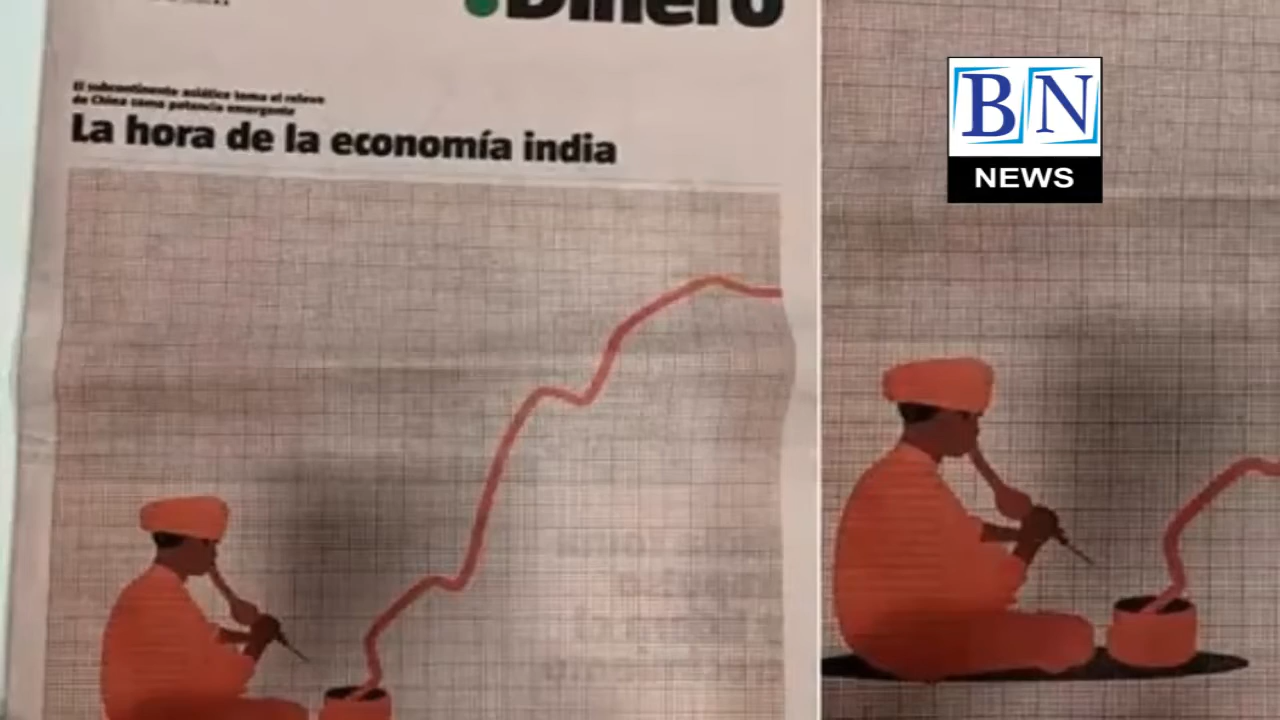 Dinero
El subcontinente asiático toma el relevo
de China como potencia emergente
La hora de la economía india
BN
NEWS